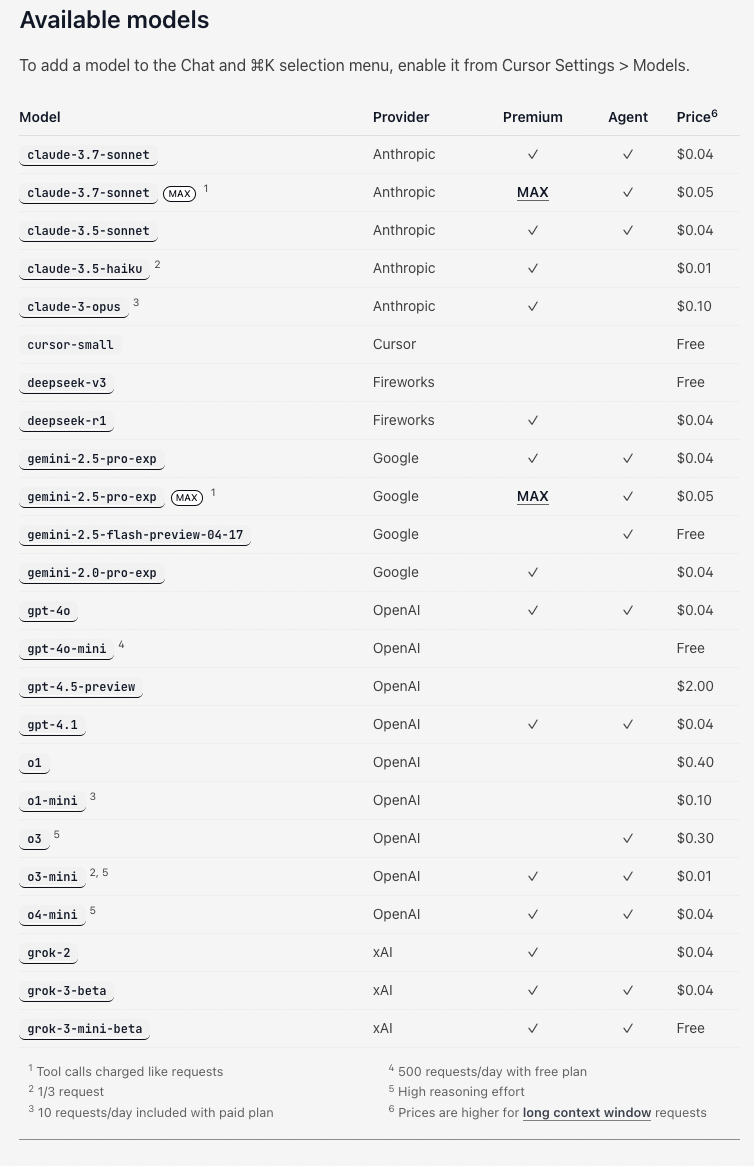 Available models
To add a model to the Chat and ⌘K selection menu, enable it from Cursor Settings > Models.
Model Provider Premium Agent Price⁶
claude-3.7-sonnet Anthropic ✓ ✓ $0.04
claude-3.7-sonnet MAX ¹ Anthropic MAX ✓ $0.05
claude-3.5-sonnet Anthropic ✓ ✓ $0.04
claude-3.5-haiku ² Anthropic ✓ $0.01
claude-3-opus ³ Anthropic ✓ $0.10
cursor-small Cursor Free
deepseek-v3 Fireworks Free
deepseek-r1 Fireworks ✓ $0.04
gemini-2.5-pro-exp Google ✓ ✓ $0.04
gemini-2.5-pro-exp MAX ¹ Google MAX ✓ $0.05
gemini-2.5-flash-preview-04-17 Google ✓ Free
gemini-2.0-pro-exp Google ✓ $0.04
gpt-4o OpenAI ✓ ✓ $0.04
gpt-4o-mini ⁴ OpenAI Free
gpt-4.5-preview OpenAI $2.00
gpt-4.1 OpenAI ✓ ✓ $0.04
o1 OpenAI $0.40
o1-mini ³ OpenAI $0.10
o3 ⁵ OpenAI ✓ $0.30
o3-mini ², ⁵ OpenAI ✓ ✓ $0.01
o4-mini ⁵ OpenAI ✓ ✓ $0.04
grok-2 xAI ✓ $0.04
grok-3-beta xAI ✓ ✓ $0.04
grok-3-mini-beta xAI ✓ ✓ Free
¹ Tool calls charged like requests
² 1/3 request
³ 10 requests/day included with paid plan
⁴ 500 requests/day with free plan
⁵ High reasoning effort
⁶ Prices are higher for long context window requests